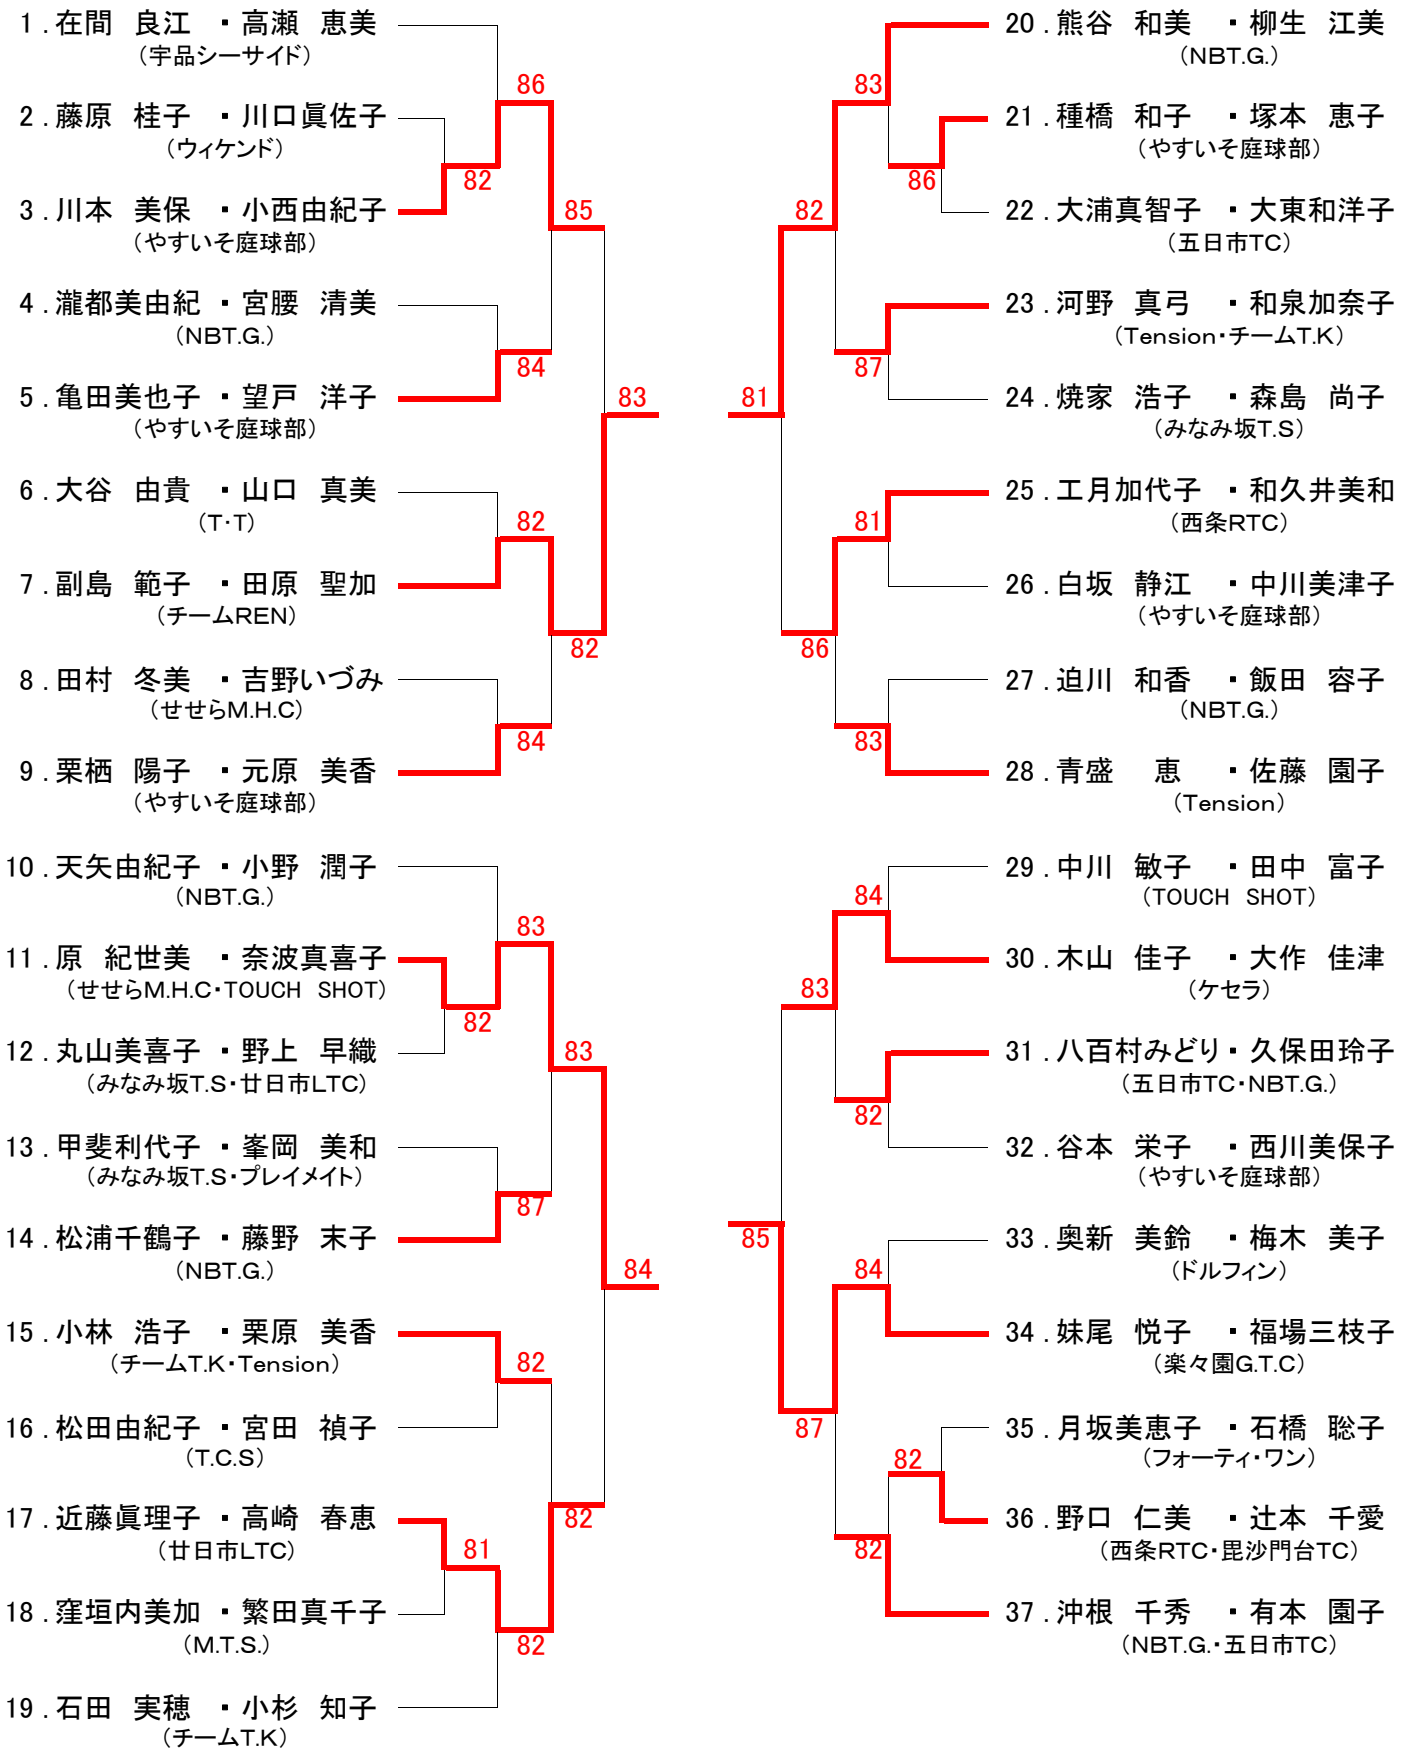 1．在間　良江　・高瀬　恵美
（宇品シーサイド）
86
2．藤原　桂子　・川口眞佐子
（ウィケンド）
82
3．川本　美保　・小西由紀子
（やすいそ庭球部）
85
4．瀧都美由紀　・宮腰　清美
（NBT.G.）
84
5．亀田美也子　・望戸　洋子
（やすいそ庭球部）
83
6．大谷　由貴　・山口　真美
（T・T）
82
7．副島　範子　・田原　聖加
（チームREN）
82
8．田村　冬美　・吉野いづみ
（せせらM.H.C）
84
9．栗栖　陽子　・元原　美香
（やすいそ庭球部）
10．天矢由紀子　・小野　潤子
（NBT.G.）
83
11．原　紀世美　・奈波真喜子
（せせらM.H.C・TOUCH　SHOT）
82
12．丸山美喜子　・野上　早織
（みなみ坂T.S・廿日市LTC）
83
13．甲斐利代子　・峯岡　美和
（みなみ坂T.S・プレイメイト）
87
14．松浦千鶴子　・藤野　末子
（NBT.G.）
84
15．小林　浩子　・栗原　美香
（チームT.K・Tension）
82
16．松田由紀子　・宮田　禎子
（T.C.S）
82
17．近藤眞理子　・高崎　春恵
（廿日市LTC）
81
18．窪垣内美加　・繁田真千子
（M.T.S.）
82
19．石田　実穂　・小杉　知子
（チームT.K）
20．熊谷　和美　・柳生　江美
（NBT.G.）
83
21．種橋　和子　・塚本　恵子
（やすいそ庭球部）
86
22．大浦真智子　・大東和洋子
（五日市TC）
82
23．河野　真弓　・和泉加奈子
（Tension・チームT.K）
87
24．焼家　浩子　・森島　尚子
（みなみ坂T.S）
81
25．工月加代子　・和久井美和
（西条RTC）
81
26．白坂　静江　・中川美津子
（やすいそ庭球部）
86
27．迫川　和香　・飯田　容子
（NBT.G.）
83
28．青盛　　恵　・佐藤　園子
（Tension）
29．中川　敏子　・田中　富子
（TOUCH　SHOT）
84
30．木山　佳子　・大作　佳津
（ケセラ）
83
31．八百村みどり・久保田玲子
（五日市TC・NBT.G.）
82
32．谷本　栄子　・西川美保子
（やすいそ庭球部）
85
33．奥新　美鈴　・梅木　美子
（ドルフィン）
84
34．妹尾　悦子　・福場三枝子
（楽々園G.T.C）
87
35．月坂美恵子　・石橋　聡子
（フォーティ・ワン）
82
36．野口　仁美　・辻本　千愛
（西条RTC・毘沙門台TC）
82
37．沖根　千秀　・有本　園子
（NBT.G.・五日市TC）